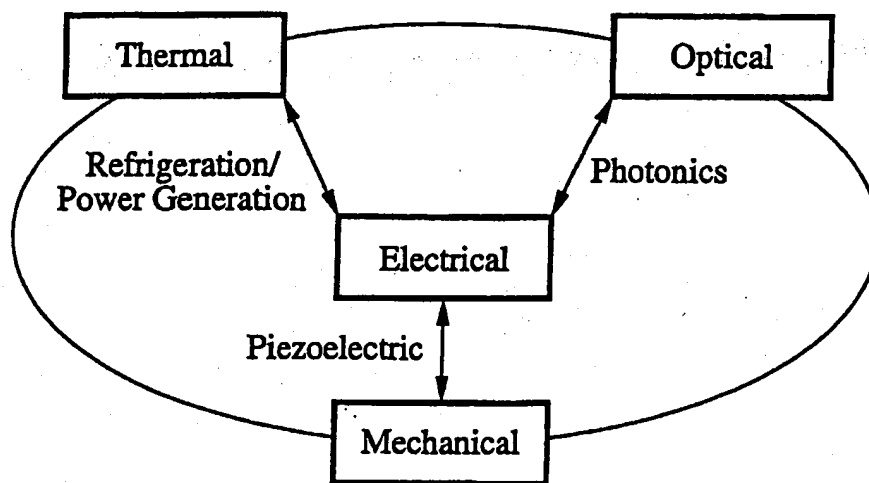 Thermal
Optical
Refrigeration/
Power Generation
Photonics
Electrical
Piezoelectric
Mechanical